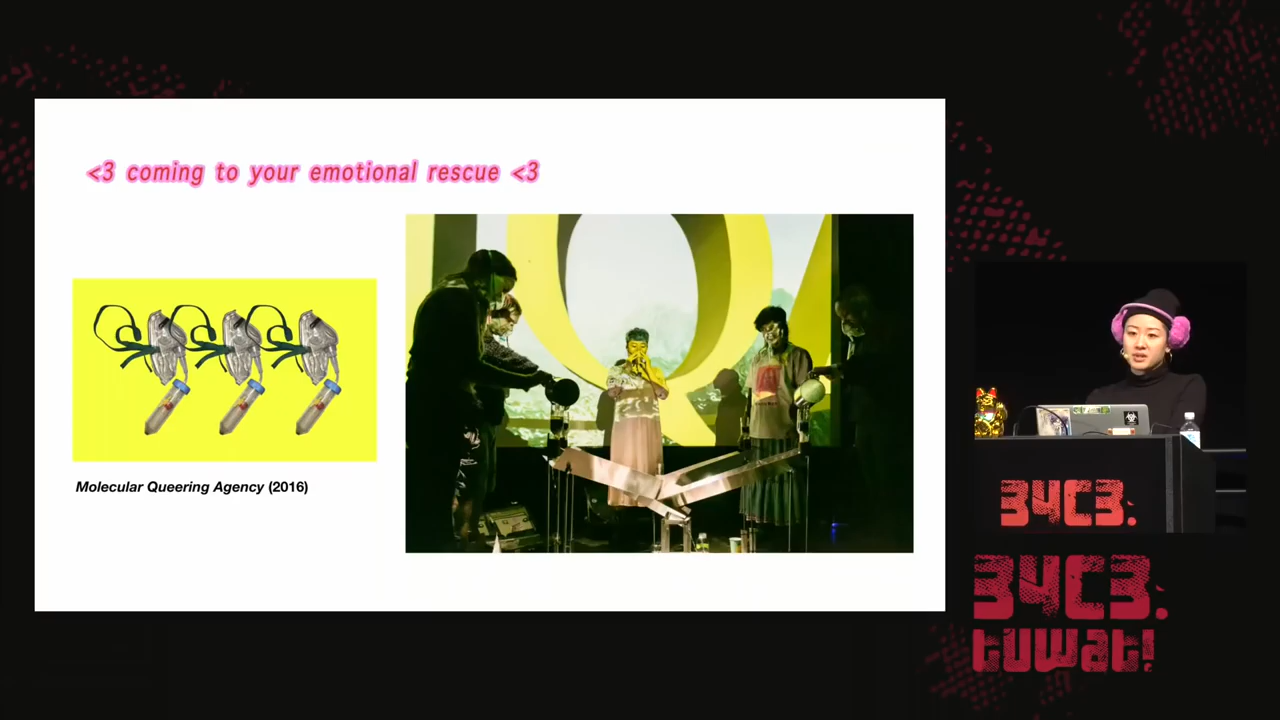 <3 coming to your emotional rescue <3
Molecular Queering Agency (2016)
Q
34C3.
34C3.
tuwat!